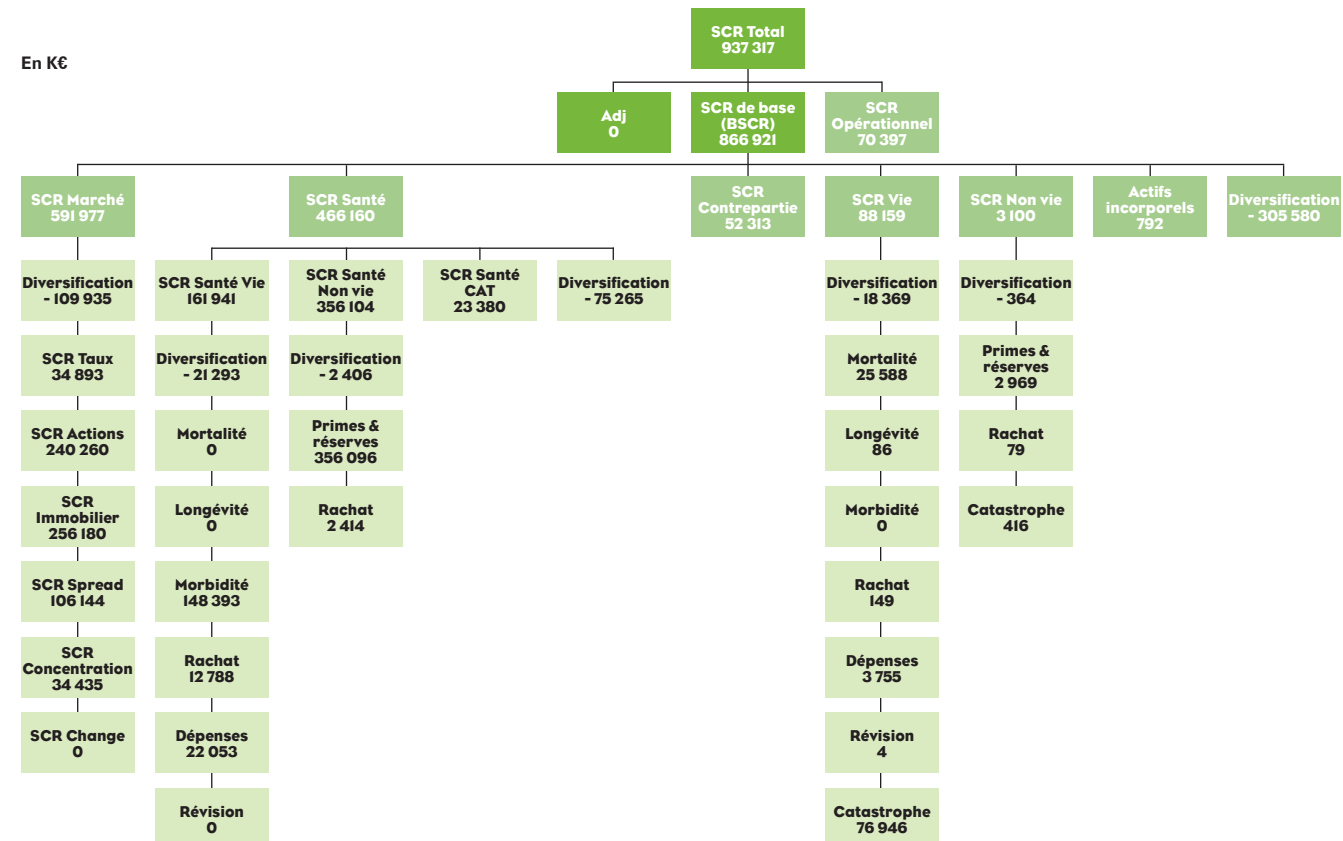 SCR Total
937 317
En K€
Adj
0
SCR de base
(BSCR)
866 921
SCR
Opérationnel
70 397
SCR Marché
591 977
SCR Santé
466 160
SCR
Contrepartie
52 313
SCR Vie
88 159
SCR Non vie
3 100
Actifs
incorporels
792
Diversification
- 305 580
Diversification
- 109 935
SCR Taux
34 893
SCR Actions
240 260
SCR
Immobilier
256 180
SCR Spread
106 144
SCR
Concentration
34 435
SCR Change
0
SCR Santé Vie
161 941
Diversification
- 21 293
Mortalité
0
Longévité
0
Morbidité
148 393
Rachat
12 788
Dépenses
22 053
Révision
0
SCR Santé
Non vie
356 104
Diversification
- 2 406
Primes &
réserves
356 096
Rachat
2 414
SCR Santé
CAT
23 380
Diversification
- 75 265
Diversification
- 18 369
Mortalité
25 588
Longévité
86
Morbidité
0
Rachat
149
Dépenses
3 755
Révision
4
Catastrophe
76 946
Diversification
- 364
Primes &
réserves
2 969
Rachat
79
Catastrophe
416